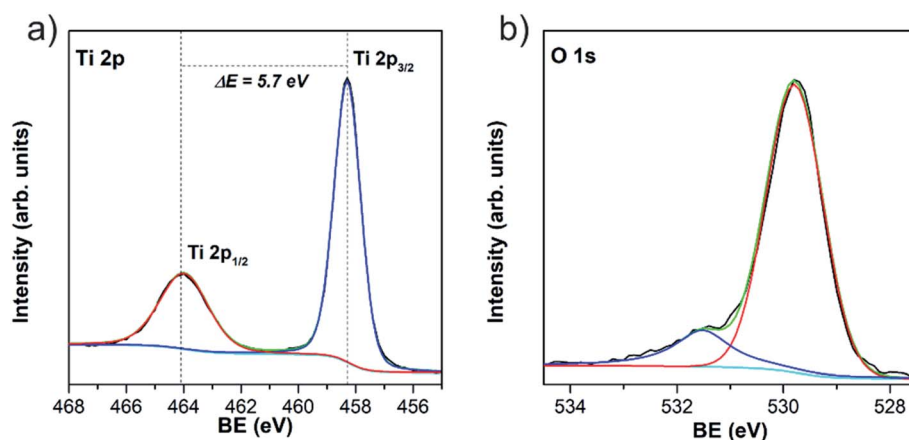 a)
Ti 2p
Ti 2p3/2
ΔE = 5.7 eV
Ti 2p1/2
Intensity (arb. units)
468 466 464 462 460 458 456
BE (eV)
b)
O 1s
Intensity (arb. units)
534 532 530 528
BE (eV)